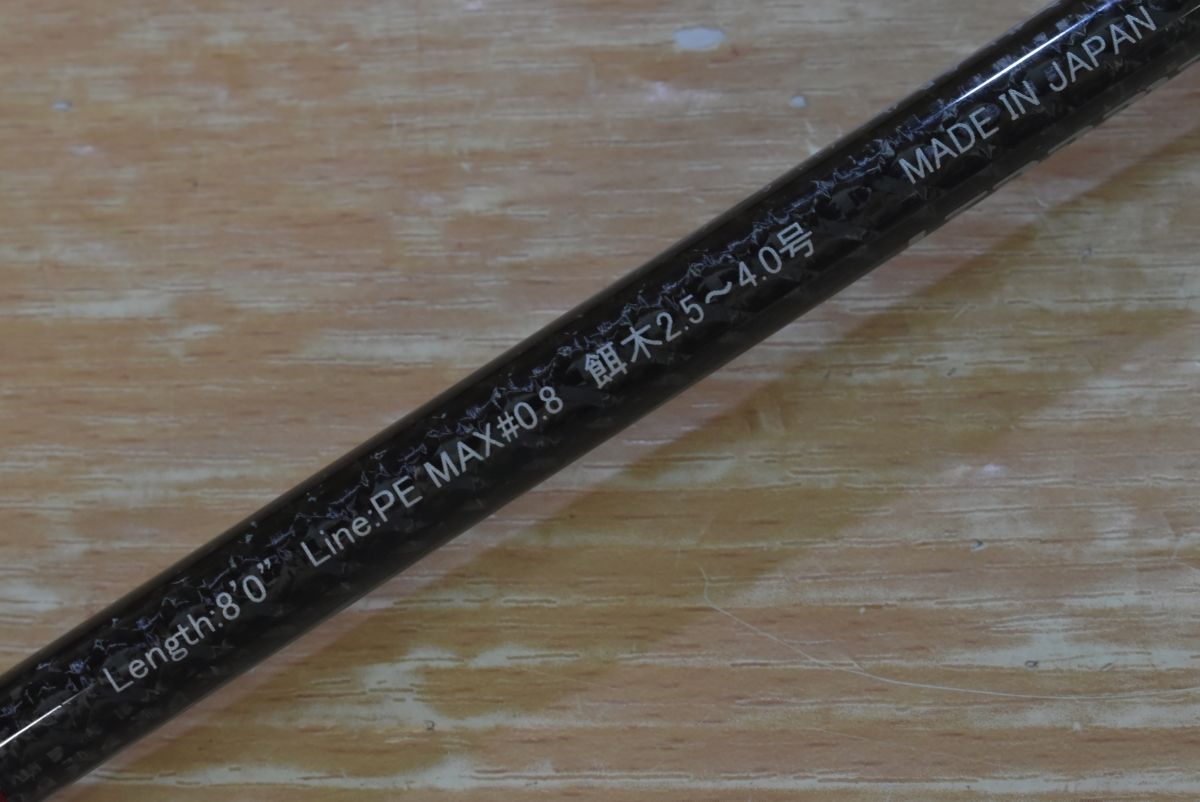 Length:8'0" Line:PE MAX#0.8 餌木2.5～4.0号 MADE IN JAPAN